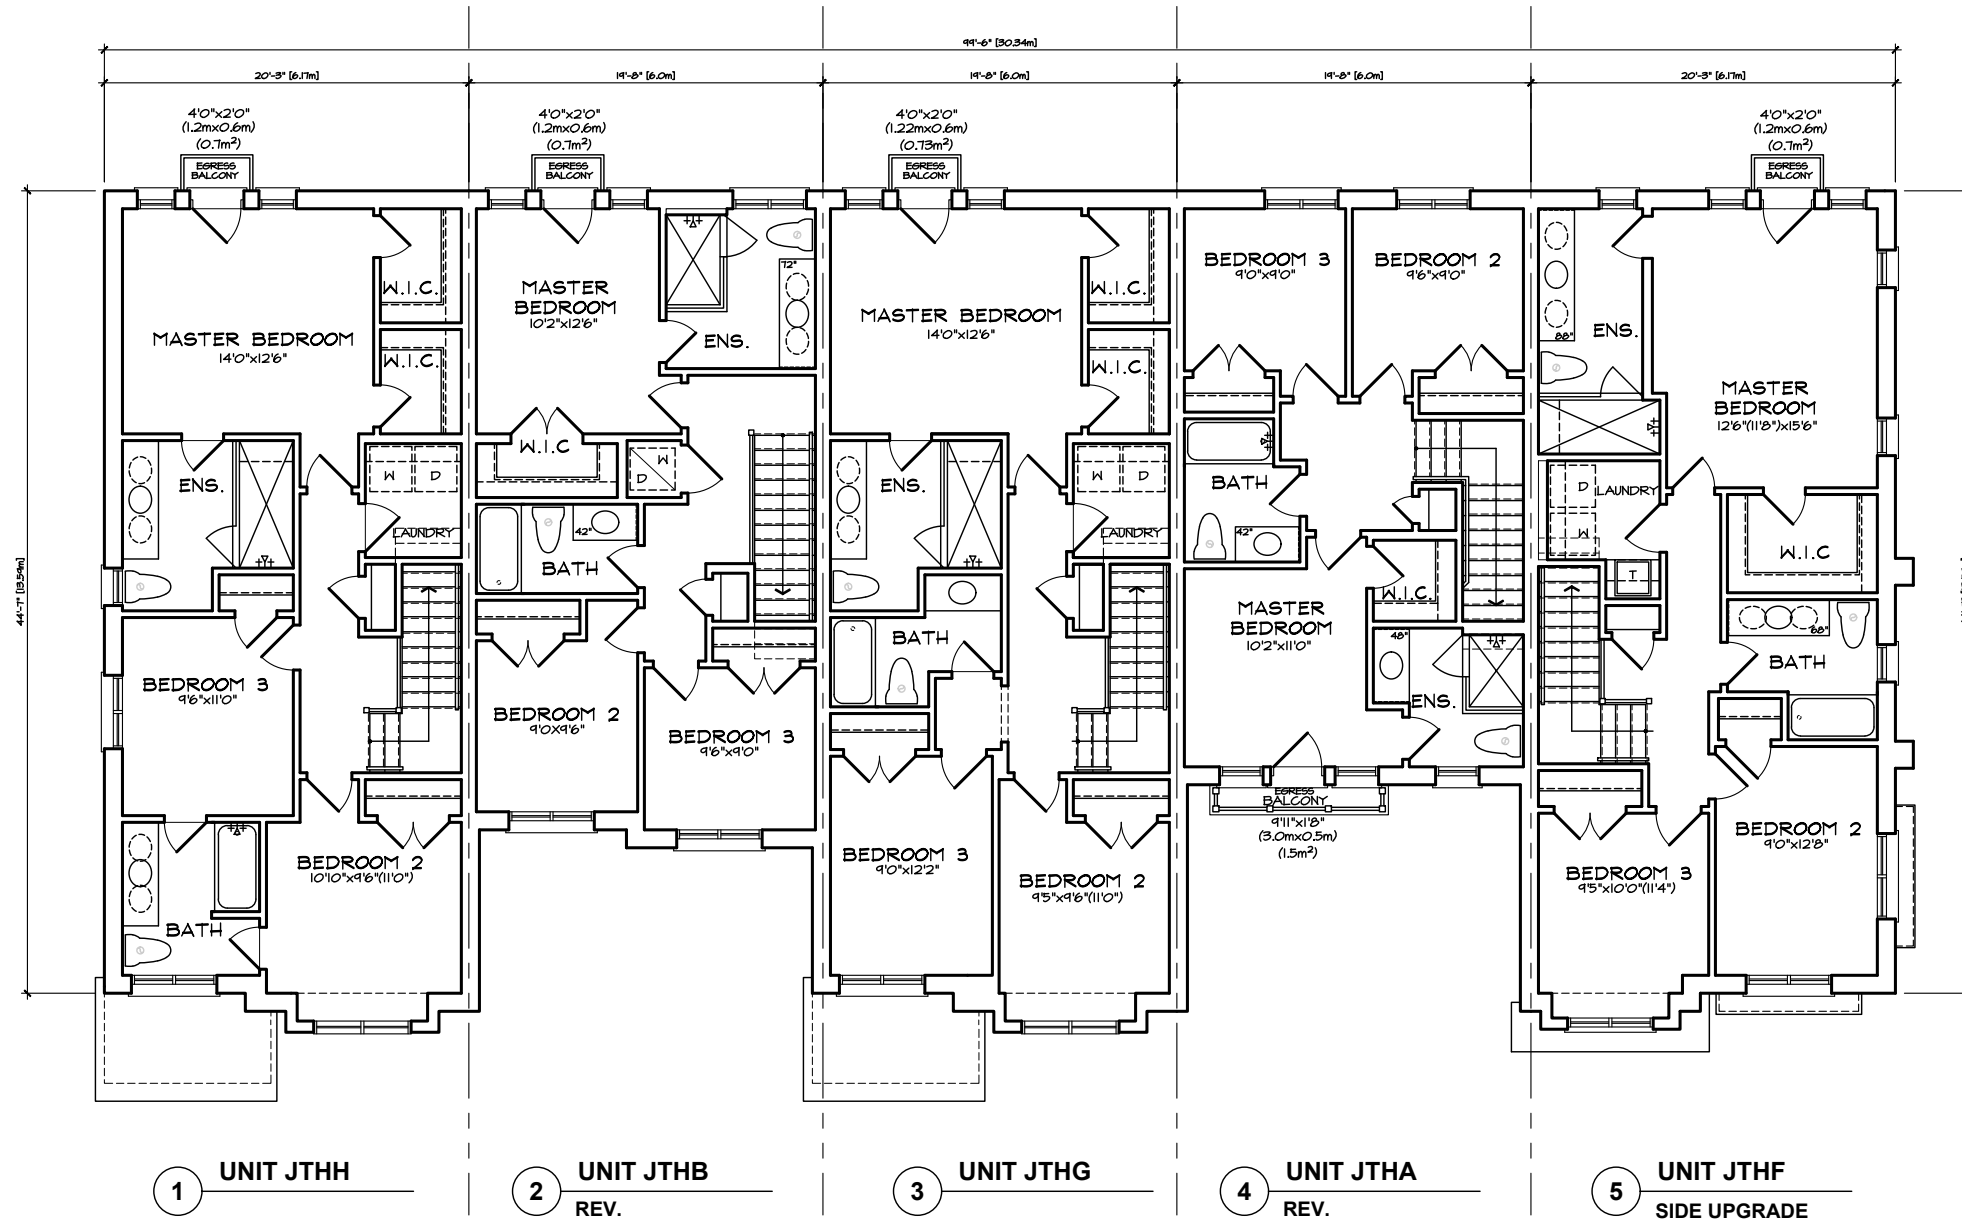 99'-6" [30.34m]
20'-3" [6.17m]
19'-8" [6.0m]
19'-8" [6.0m]
19'-8" [6.0m]
20'-3" [6.17m]
44'-7" [13.59m]
4'0"x2'0"
(1.2mx0.6m)
(0.7m²)
EGRESS
BALCONY
MASTER BEDROOM
14'0"x12'6"
W.I.C.
W.I.C.
ENS.
W D
LAUNDRY
BEDROOM 3
9'6"x11'0"
BEDROOM 2
10'10"x9'6"(11'0")
BATH
4'0"x2'0"
(1.2mx0.6m)
(0.7m²)
EGRESS
BALCONY
MASTER
BEDROOM
10'2"x12'6"
72"
ENS.
W.I.C
W
D
42"
BATH
BEDROOM 2
9'0X9'6"
BEDROOM 3
9'6"x9'0"
4'0"x2'0"
(1.22mx0.6m)
(0.73m²)
EGRESS
BALCONY
MASTER BEDROOM
14'0"x12'6"
W.I.C.
W.I.C.
ENS.
W D
LAUNDRY
BATH
BEDROOM 3
9'0"x12'2"
BEDROOM 2
9'5"x9'6"(11'0")
BEDROOM 3
9'0"x9'0"
BEDROOM 2
9'6"x9'0"
BATH
42"
W.I.C.
MASTER
BEDROOM
10'2"x11'0"
48"
ENS.
EGRESS
BALCONY
9'11"x1'8"
(3.0mx0.5m)
(1.5m²)
4'0"x2'0"
(1.2mx0.6m)
(0.7m²)
EGRESS
BALCONY
88"
ENS.
MASTER
BEDROOM
12'6"(11'8")x15'6"
D
LAUNDRY
W
T
W.I.C
68"
BATH
BEDROOM 2
9'0"x12'8"
BEDROOM 3
9'5"x10'0"(11'4")
1 UNIT JTHH
2 UNIT JTHB
REV.
3 UNIT JTHG
4 UNIT JTHA
REV.
5 UNIT JTHF
SIDE UPGRADE